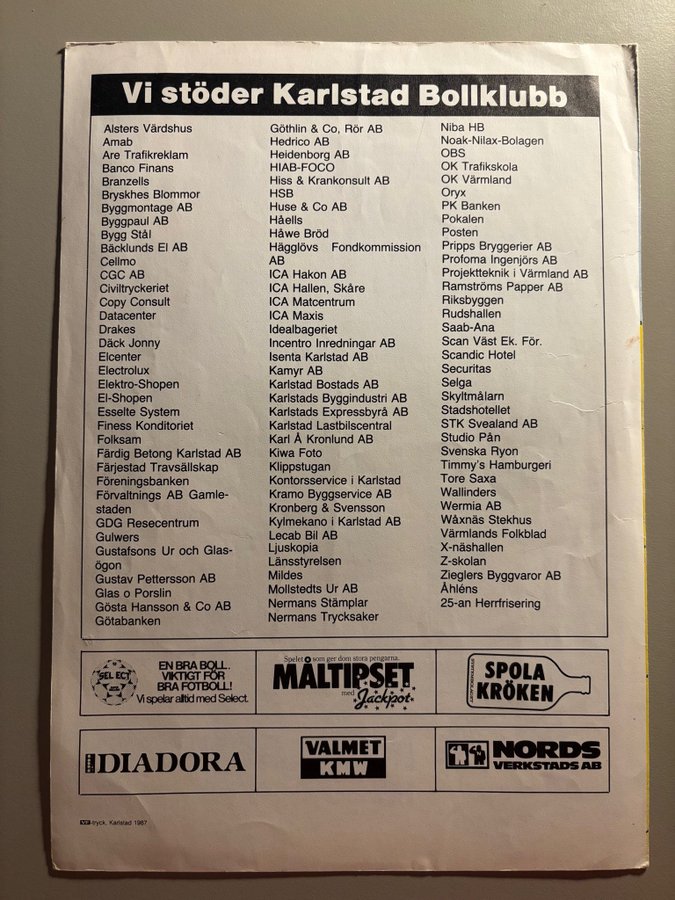 Vi stöder Karlstad Bollklubb
Alsters Värdshus
Amab
Are Trafikreklam
Banco Finans
Branzells
Bryskhes Blommor
Byggmontage AB
Byggpaul AB
Bygg Stål
Bäcklunds El AB
Cellmo
CGC AB
Civiltryckeriet
Copy Consult
Datacenter
Drakes
Däck Jonny
Elcenter
Electrolux
Elektro-Shopen
El-Shopen
Esselte System
Finess Konditoriet
Folksam
Färdig Betong Karlstad AB
Färjestad Travsällskap
Föreningsbanken
Förvaltnings AB Gamle-
staden
GDG Resecentrum
Gulwers
Gustafsons Ur och Glas-
ögon
Gustav Pettersson AB
Glas o Porslin
Gösta Hansson & Co AB
Götabanken
Göthlin & Co, Rör AB
Hedrico AB
Heidenborg AB
HIAB-FOCO
Hiss & Krankonsult AB
HSB
Huse & Co AB
Håells
Håwe Bröd
Hägglövs Fondkommission
AB
ICA Hakon AB
ICA Hallen, Skåre
ICA Matcentrum
ICA Maxis
Idealbageriet
Incentro Inredningar AB
Isenta Karlstad AB
Kamyr AB
Karlstad Bostads AB
Karlstads Byggindustri AB
Karlstads Expressbyrå AB
Karlstad Lastbilscentral
Karl Å Kronlund AB
Kiwa Foto
Klippstugan
Kontorsservice i Karlstad
Kramo Byggservice AB
Kronberg & Svensson
Kylmekano i Karlstad AB
Lecab Bil AB
Ljuskopia
Länsstyrelsen
Mildes
Mollstedts Ur AB
Nermans Stämplar
Nermans Trycksaker
Niba HB
Noak-Nilax-Bolagen
OBS
OK Trafikskola
OK Värmland
Oryx
PK Banken
Pokalen
Posten
Pripps Bryggerier AB
Profoma Ingenjörs AB
Projektteknik i Värmland AB
Ramströms Papper AB
Riksbyggen
Rudshallen
Saab-Ana
Scan Väst Ek. För.
Scandic Hotel
Securitas
Selga
Skyltmålarn
Stadshotellet
STK Svealand AB
Studio Pån
Svenska Ryon
Timmy's Hamburgeri
Tore Saxa
Wallinders
Wermia AB
Wåxnäs Stekhus
Värmlands Folkblad
X-näshallen
Z-skolan
Zieglers Byggvaror AB
Åhléns
25-an Herrfrisering
SELECT
EN BRA BOLL.
VIKTIGT FÖR
BRA FOTBOLL!
Vi spelar alltid med Select.
Spelet som ger dom stora pengarna.
MÅLTIPSET
med Jackpot
SPOLA
KRÖKEN
DIADORA
VALMET
KMW
NORDS
VERKSTADS AB
VF-tryck, Karlstad 1987